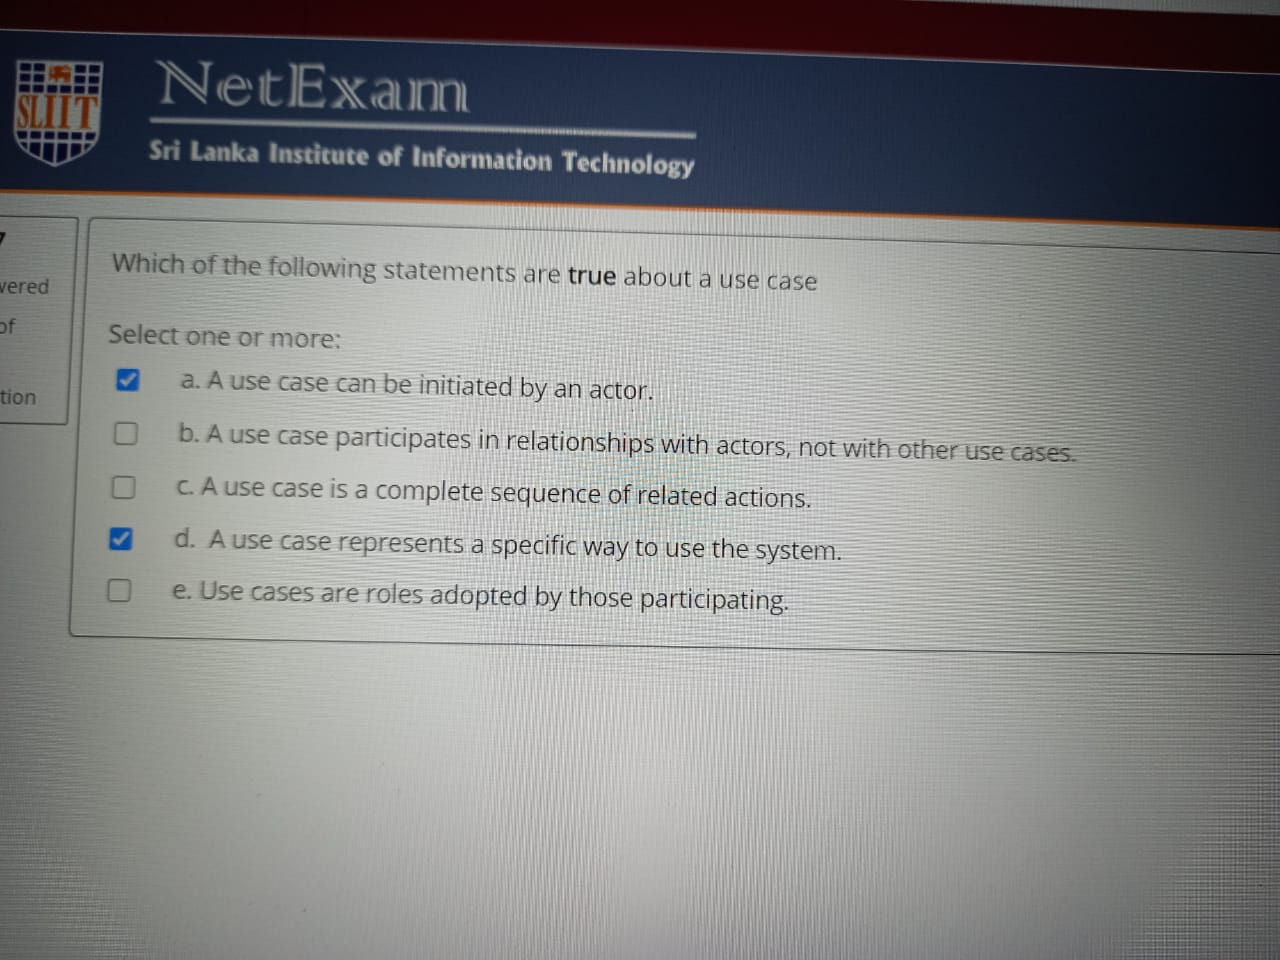 SLIIT
NetExam
Sri Lanka Institute of Information Technology
7
vered
of
tion
Which of the following statements are true about a use case
Select one or more:
a. A use case can be initiated by an actor.
b. A use case participates in relationships with actors, not with other use cases.
c. A use case is a complete sequence of related actions.
d. A use case represents a specific way to use the system.
e. Use cases are roles adopted by those participating.